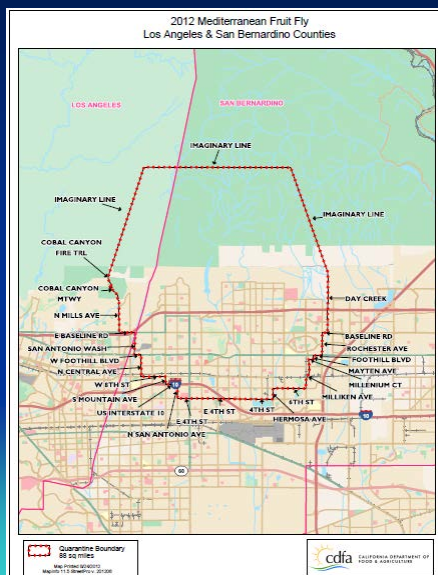 2012 Mediterranean Fruit Fly
Los Angeles & San Bernardino Counties
LOS ANGELES
SAN BERNARDINO
IMAGINARY LINE
IMAGINARY LINE
IMAGINARY LINE
COBAL CANYON
FIRE TRL
COBAL CANYON
MTWY
DAY CREEK
N MILLS AVE
E BASELINE RD
BASELINE RD
SAN ANTONIO WASH
ROCHESTER AVE
W FOOTHILL BLVD
FOOTHILL BLVD
N CENTRAL AVE
MAYTEN AVE
W 8TH ST
MILLENIUM CT
S MOUNTAIN AVE
10
6TH ST
MILLIKEN AVE
US INTERSTATE 10
E 4TH ST
4TH ST
HERMOSA AVE
10
E 4TH ST
N SAN ANTONIO AVE
60
Quarantine Boundary
88 sq miles
cdfa
CALIFORNIA DEPARTMENT OF
FOOD & AGRICULTURE